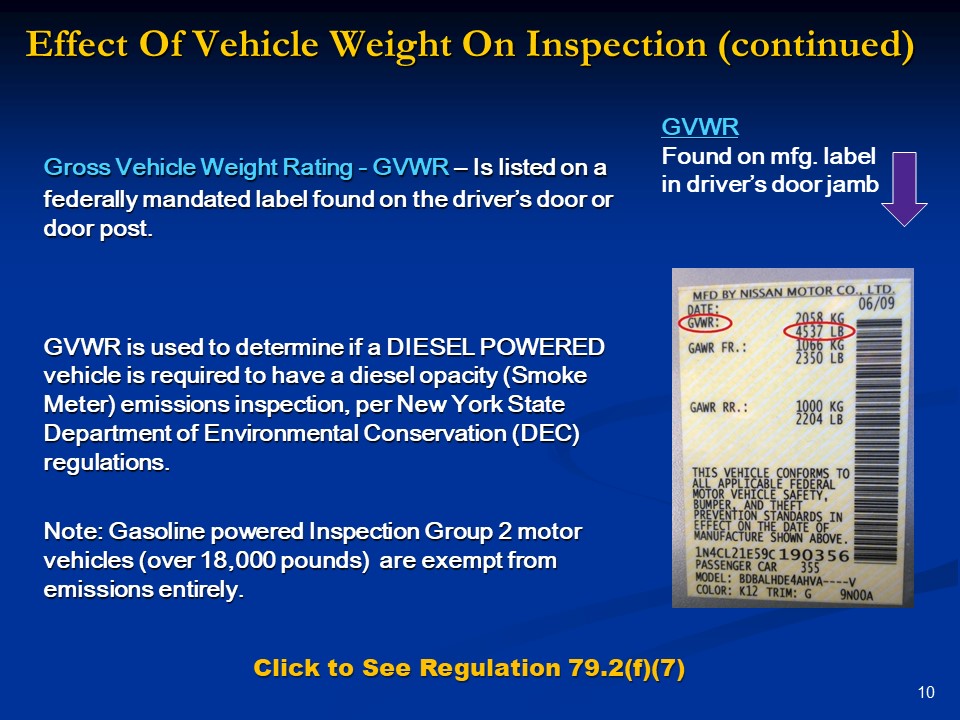 Effect Of Vehicle Weight On Inspection (continued)
Gross Vehicle Weight Rating - GVWR – Is listed on a
federally mandated label found on the driver's door or
door post.
GVWR is used to determine if a DIESEL POWERED
vehicle is required to have a diesel opacity (Smoke
Meter) emissions inspection, per New York State
Department of Environmental Conservation (DEC)
regulations.
Note: Gasoline powered Inspection Group 2 motor
vehicles (over 18,000 pounds)  are exempt from
emissions entirely.
GVWR
Found on mfg. label
in driver's door jamb
MFD BY NISSAN MOTOR CO., LTD.
DATE: 06/09
GVWR: 2058 KG
4537 LB
GAWR FR.: 1066 KG
2350 LB
GAWR RR.: 1000 KG
2204 LB
THIS VEHICLE CONFORMS TO
ALL APPLICABLE FEDERAL
MOTOR VEHICLE SAFETY,
BUMPER, AND THEFT
PREVENTION STANDARDS IN
EFFECT ON THE DATE OF
MANUFACTURE SHOWN ABOVE.
1N4CL21E59C190356
PASSENGER CAR 355
MODEL: BDBALHDE4AHVA----V
COLOR: K12 TRIM: G 9N00A
Click to See Regulation 79.2(f)(7)
10